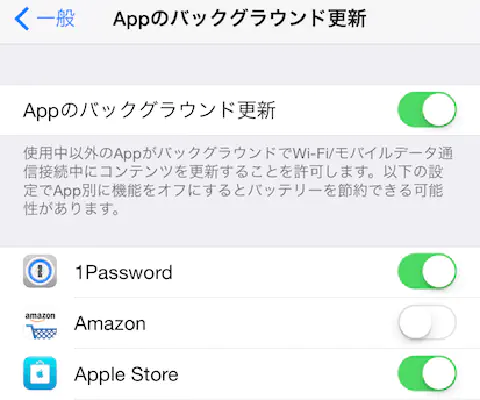 一般 Appのバックグラウンド更新
Appのバックグラウンド更新
使用中以外のAppがバックグラウンドでWi-Fi/モバイルデータ通
信接続中にコンテンツを更新することを許可します。以下の設
定でApp別に機能をオフにするとバッテリーを節約できる可能
性があります。
1Password
amazon
Amazon
Apple Store